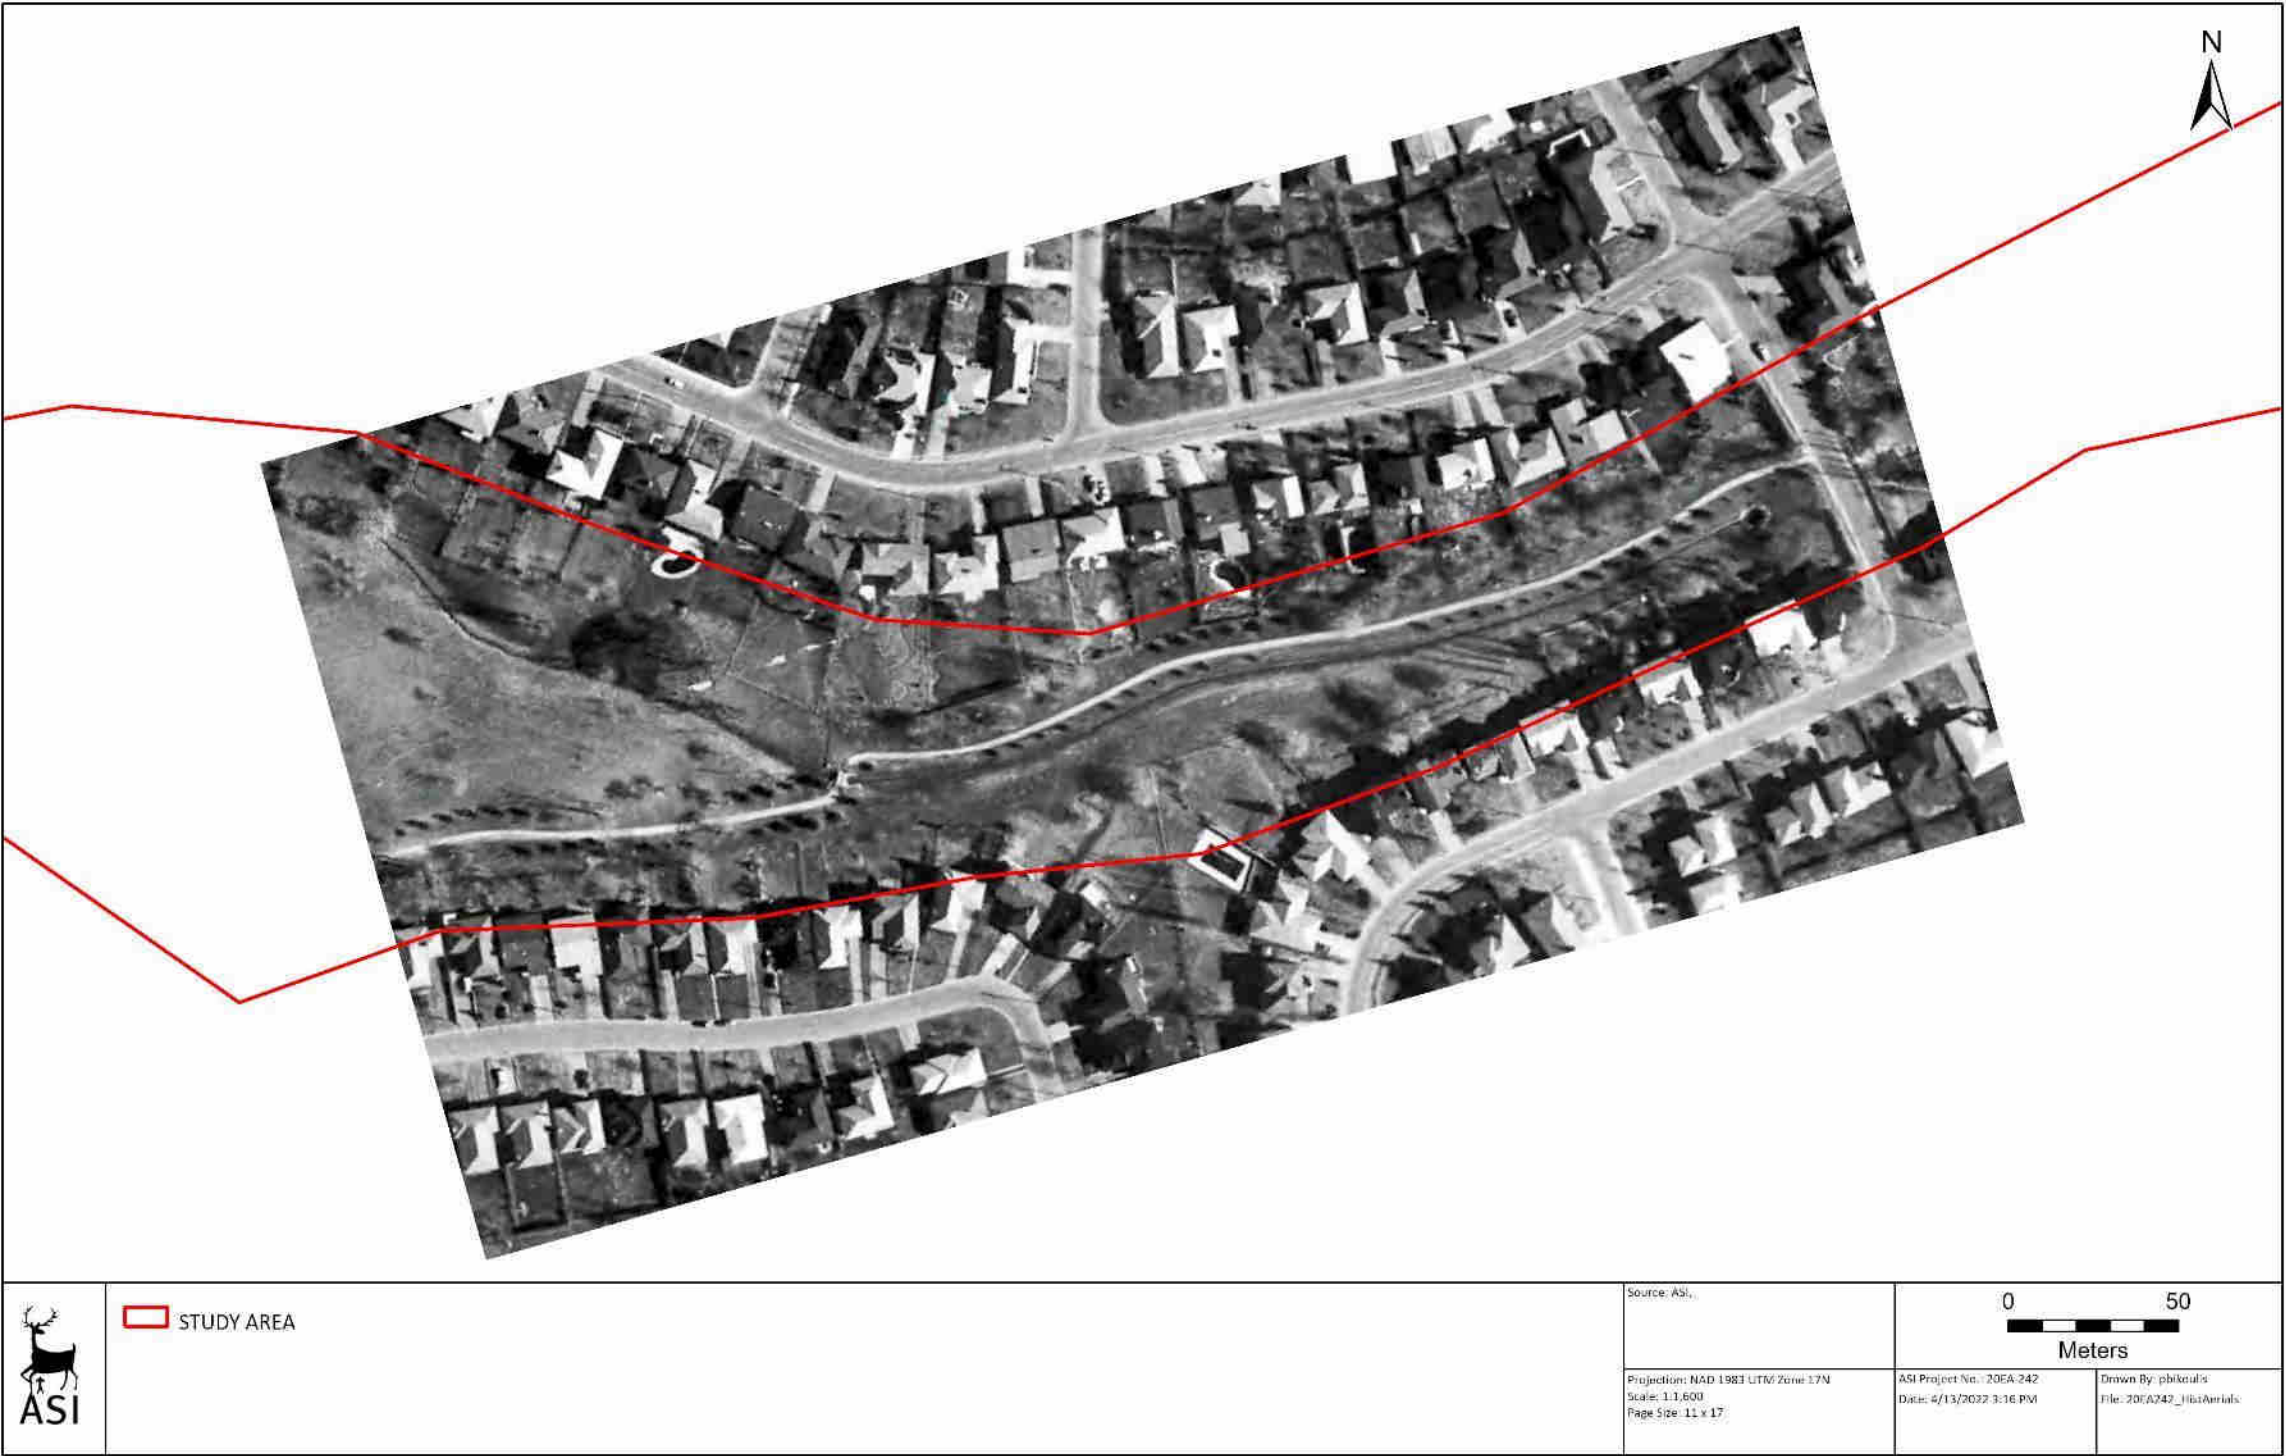 N
STUDY AREA
ASI
Source: ASI,
0 50
Meters
Projection: NAD 1983 UTM Zone 17N
Scale: 1:1,600
Page Size: 11 x 17
ASI Project No.: 20EA-242
Date: 4/13/2022 3:16 PM
Drawn By: pbikoulis
File: 20EA242_HistAerials